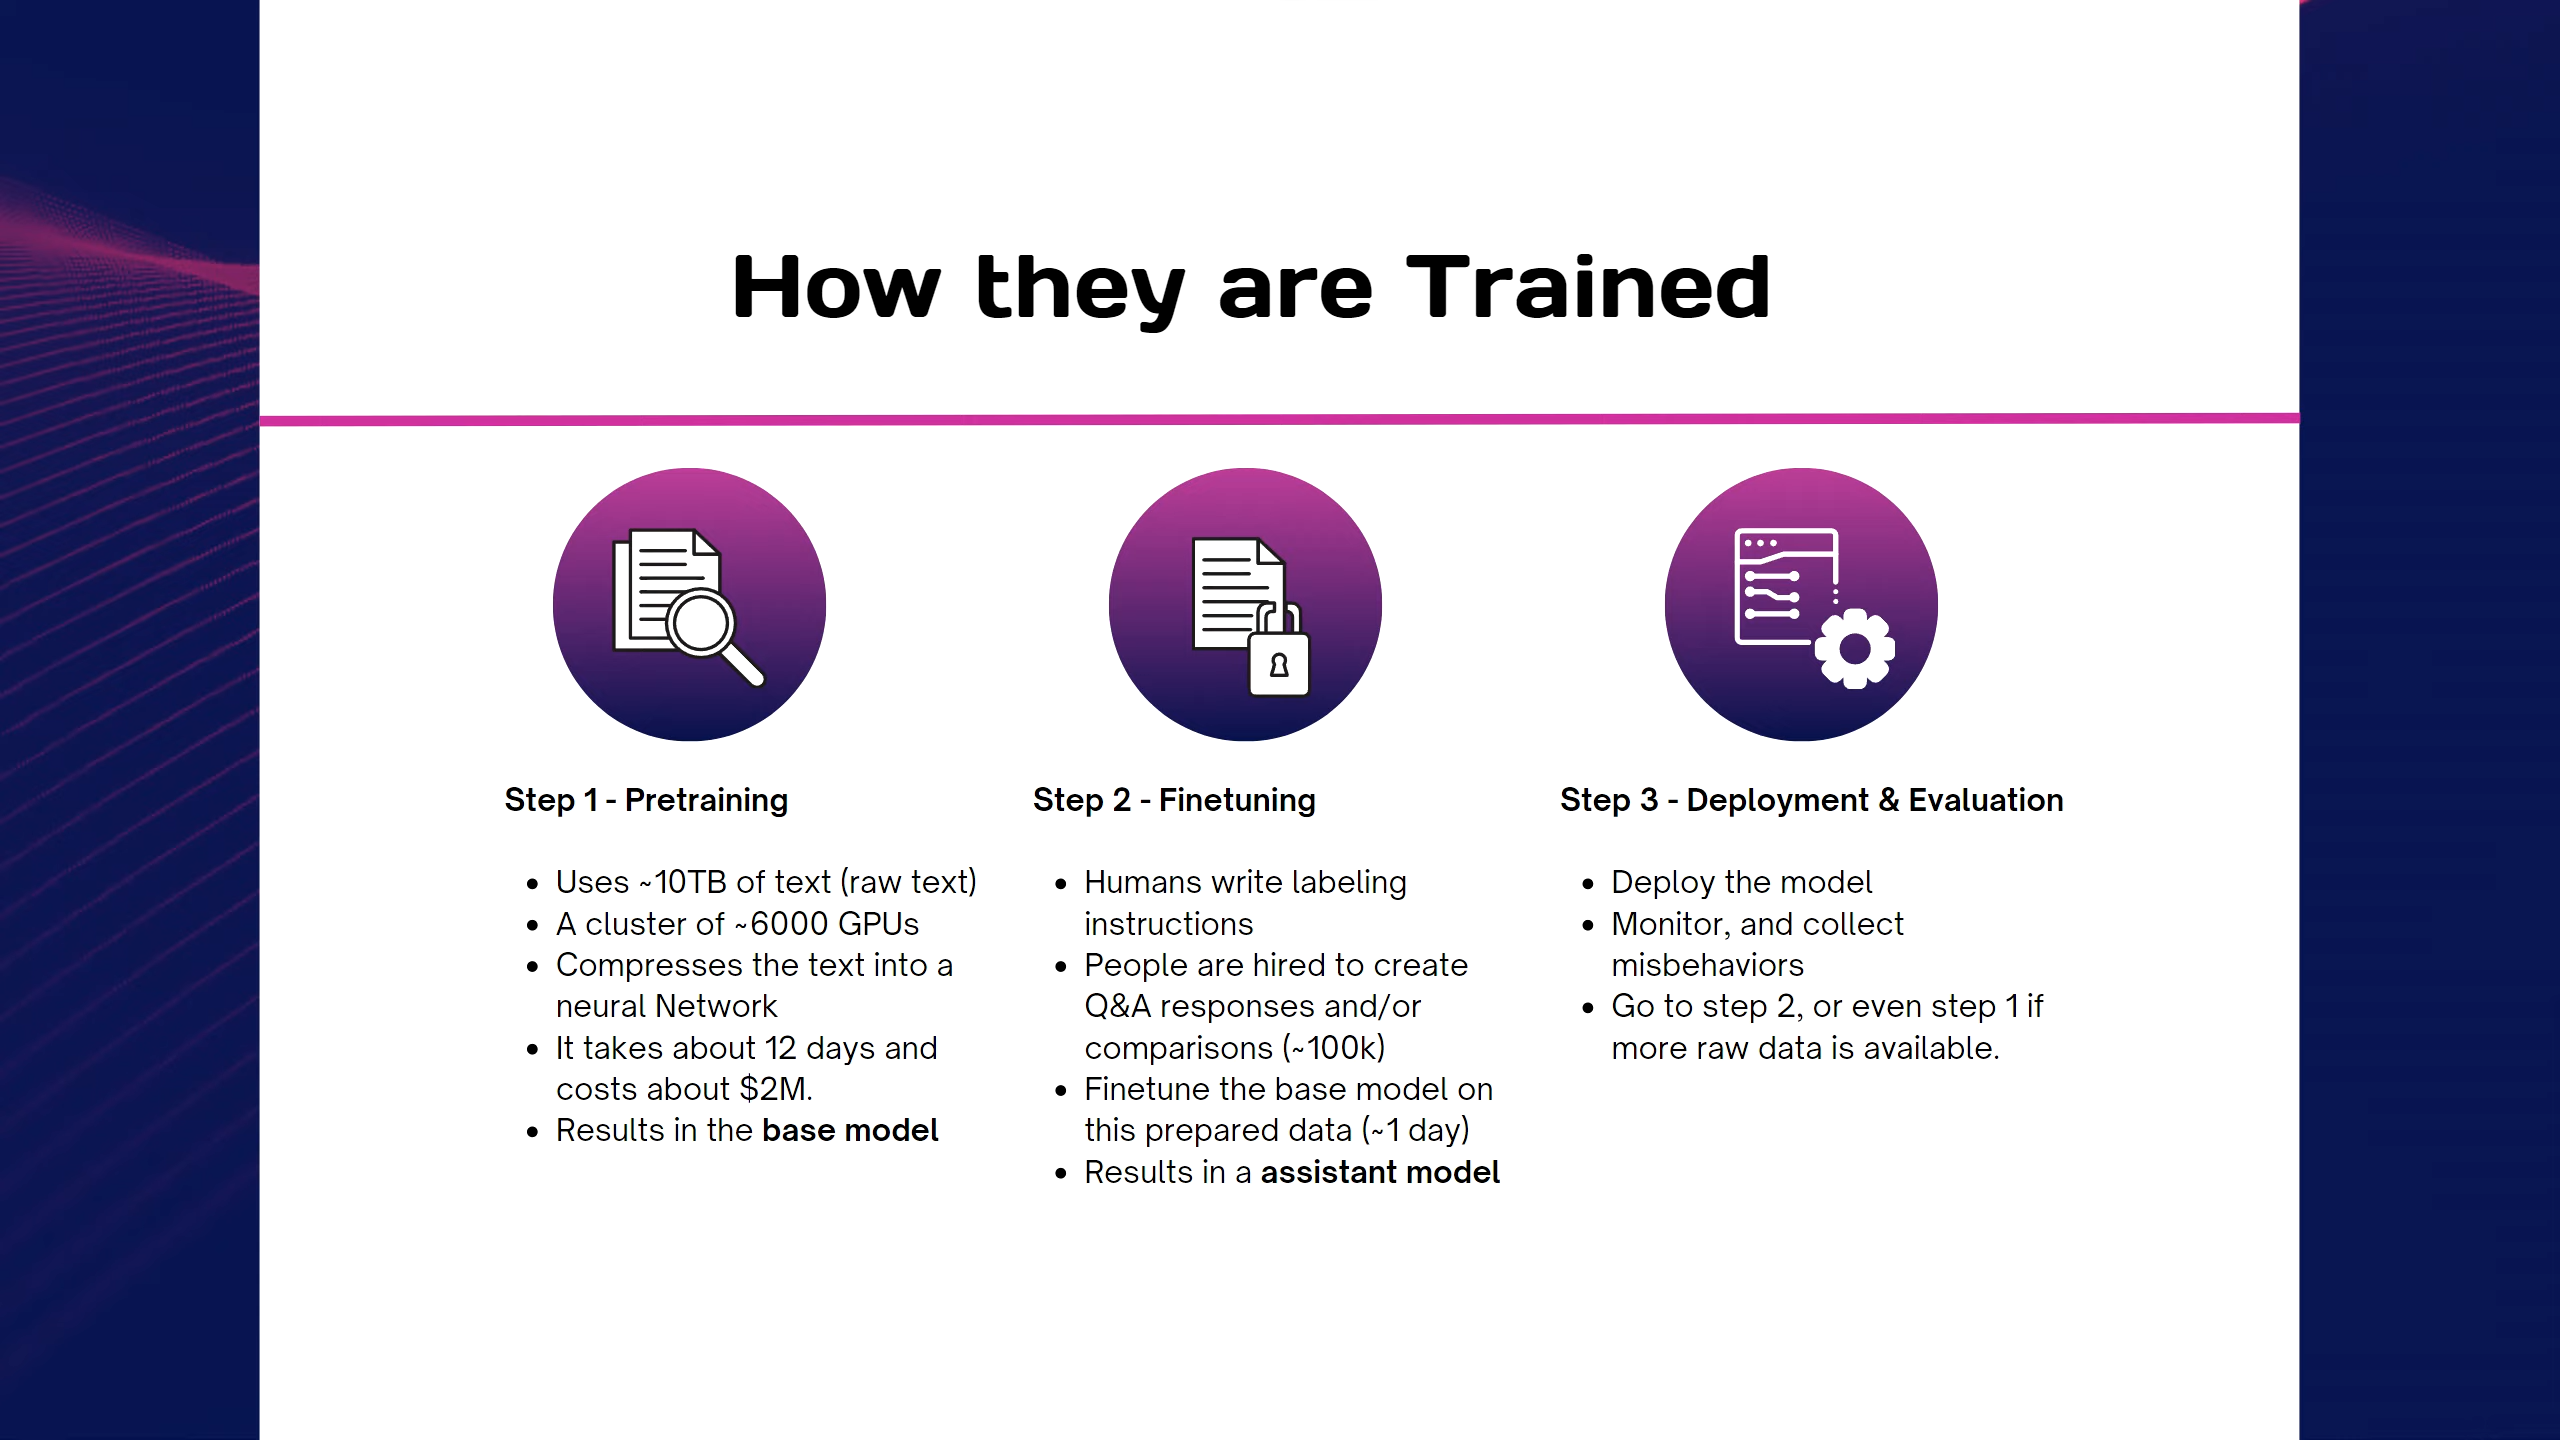 How they are Trained
Step 1 - Pretraining
• Uses ~10TB of text (raw text)
• A cluster of ~6000 GPUs
• Compresses the text into a
neural Network
• It takes about 12 days and
costs about $2M.
• Results in the base model
Step 2 - Finetuning
• Humans write labeling
instructions
• People are hired to create
Q&A responses and/or
comparisons (~100k)
• Finetune the base model on
this prepared data (~1 day)
• Results in a assistant model
Step 3 - Deployment & Evaluation
• Deploy the model
• Monitor, and collect
misbehaviors
• Go to step 2, or even step 1 if
more raw data is available.